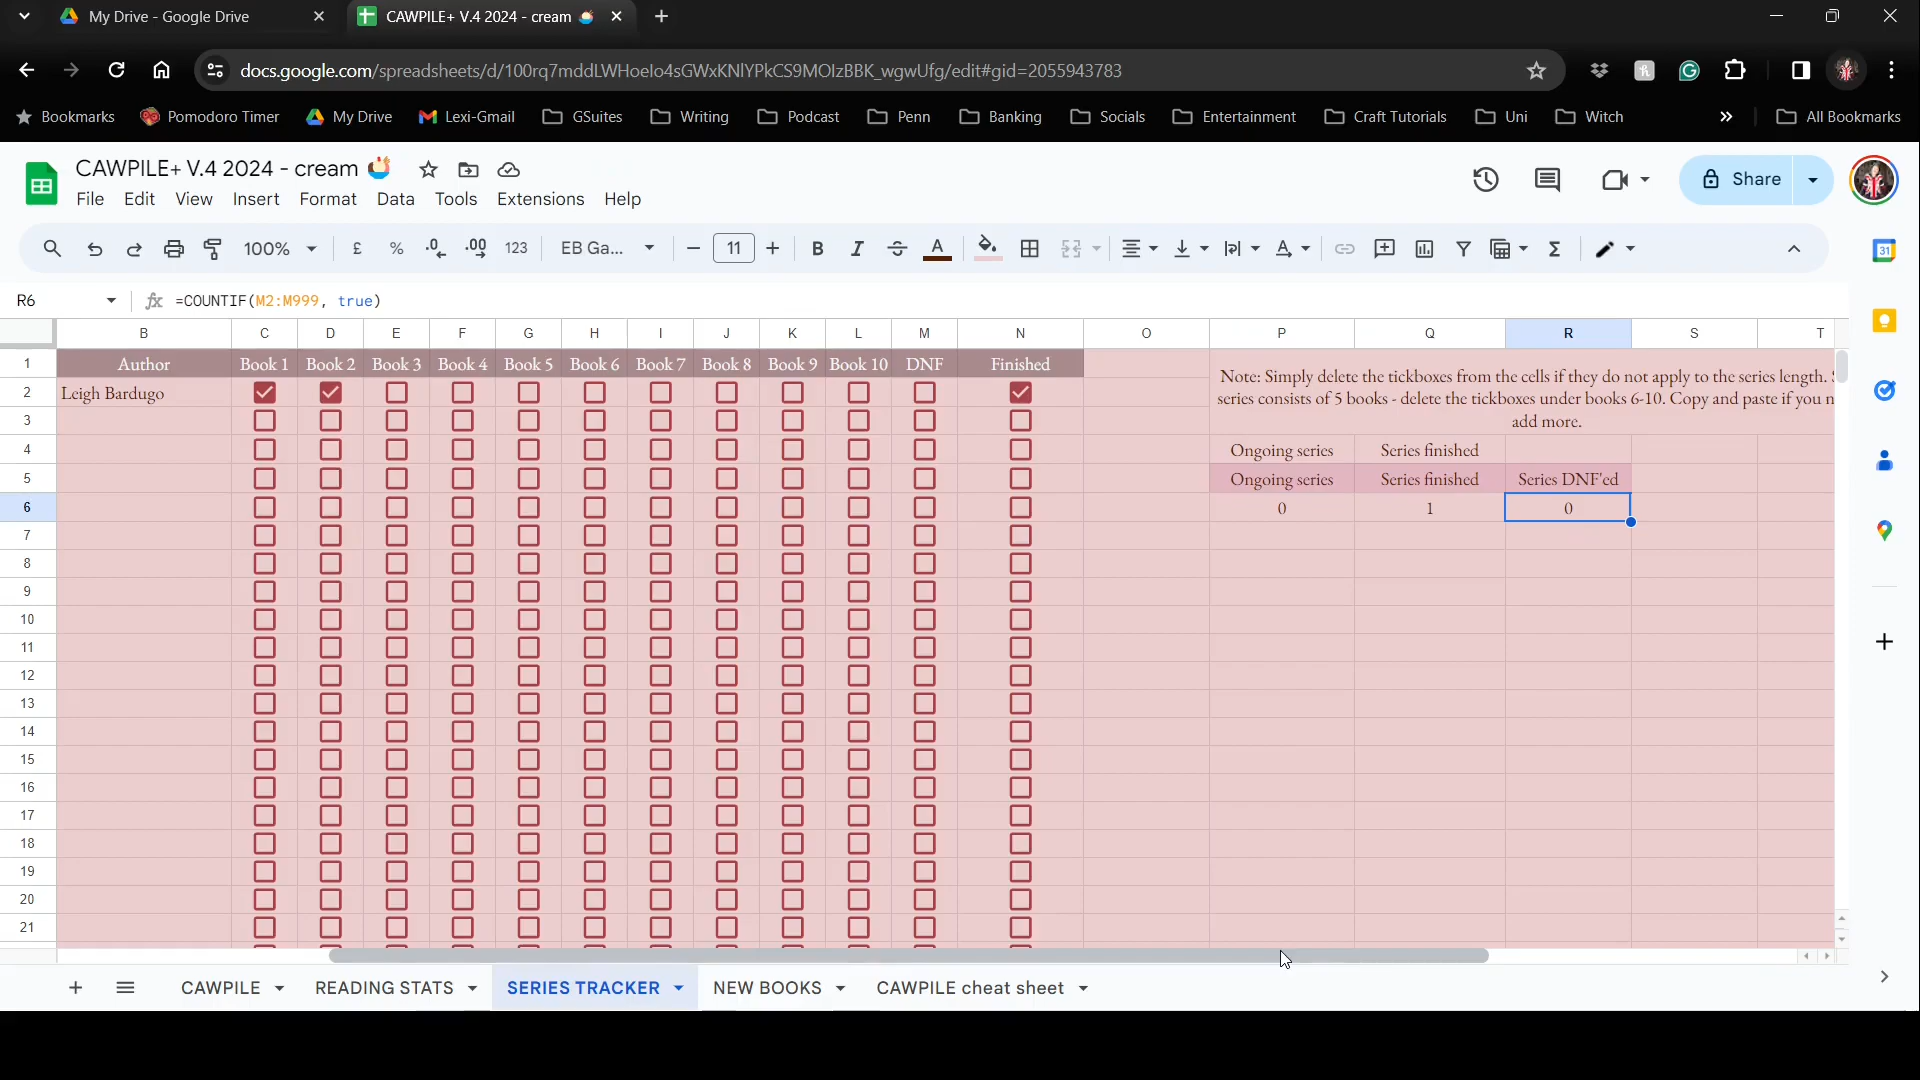 My Drive - Google Drive
CAWPILE+ V.4 2024 - cream
docs.google.com/spreadsheets/d/100rq7mddLWHoelo4sGWxKNlYPkCS9MOIzBBK_wgwUfg/edit#gid=2055943783
Bookmarks Pomodoro Timer My Drive Lexi-Gmail GSuites Writing Podcast Penn Banking Socials Entertainment Craft Tutorials Uni Witch » All Bookmarks
CAWPILE+ V.4 2024 - cream
Share
File Edit View Insert Format Data Tools Extensions Help
100% £ % .0 .00 123 EB Ga... 11 B I A Σ
31
R6 fx =COUNTIF(M2:M999, true)
B C D E F G H I J K L M N O P Q R S T
1 Author Book 1 Book 2 Book 3 Book 4 Book 5 Book 6 Book 7 Book 8 Book 9 Book 10 DNF Finished
Note: Simply delete the tickboxes from the cells if they do not apply to the series length.
2 Leigh Bardugo
series consists of 5 books - delete the tickboxes under books 6-10. Copy and paste if you n
3 add more.
4 Ongoing series Series finished
5 Ongoing series Series finished Series DNF'ed
6 0 1 0
7
8
9
10
11
12
13
14
15
16
17
18
19
20
21
CAWPILE READING STATS SERIES TRACKER NEW BOOKS CAWPILE cheat sheet